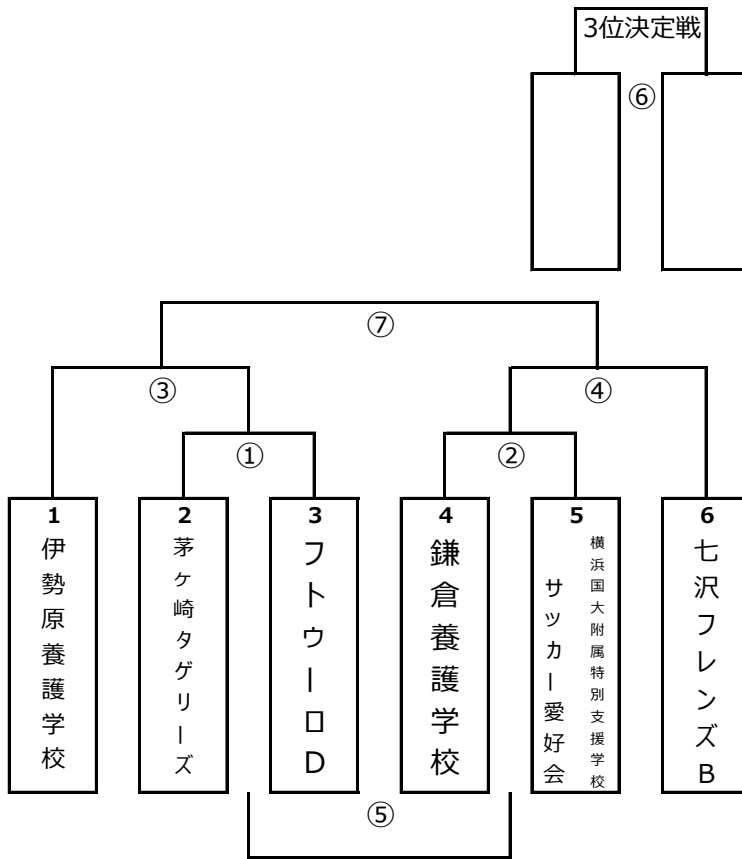 3位決定戦
⑥
⑦
③
④
①
②
1
伊勢原養護学校
2
茅ケ崎タゲリーズ
3
フトゥーロD
4
鎌倉養護学校
5
横浜国大附属特別支援学校
サッカー愛好会
6
七沢フレンズB
⑤